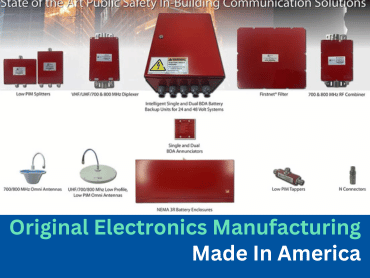 State of the Art Public Safety In-Building Communication Solutions
Low PIM Splitters
VHF/UHF/700 & 800 MHz Diplexer
Intelligent Single and Dual BDA Battery
Backup Units for 24 and 48 Volt Systems
Firstnet® Filter
700 & 800 MHz RF Combiner
Single and Dual
BDA Annunciators
700/800 MHz Omni Antennas
UHF/700/800 MHz Low Profile,
Low PIM Omni Antennas
NEMA 3R Battery Enclosures
Low PIM Tappers
N Connectors
Original Electronics Manufacturing
Made In America